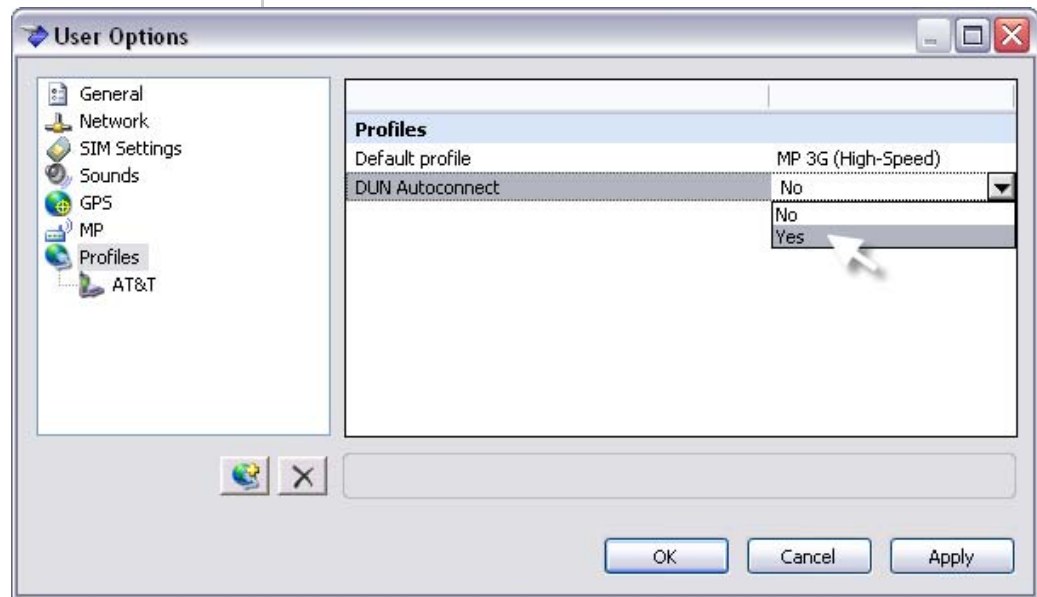 User Options
General
Network
SIM Settings
Sounds
GPS
MP
Profiles
AT&T
Profiles
Default profile MP 3G (High-Speed)
DUN Autoconnect No
No
Yes
OK Cancel Apply